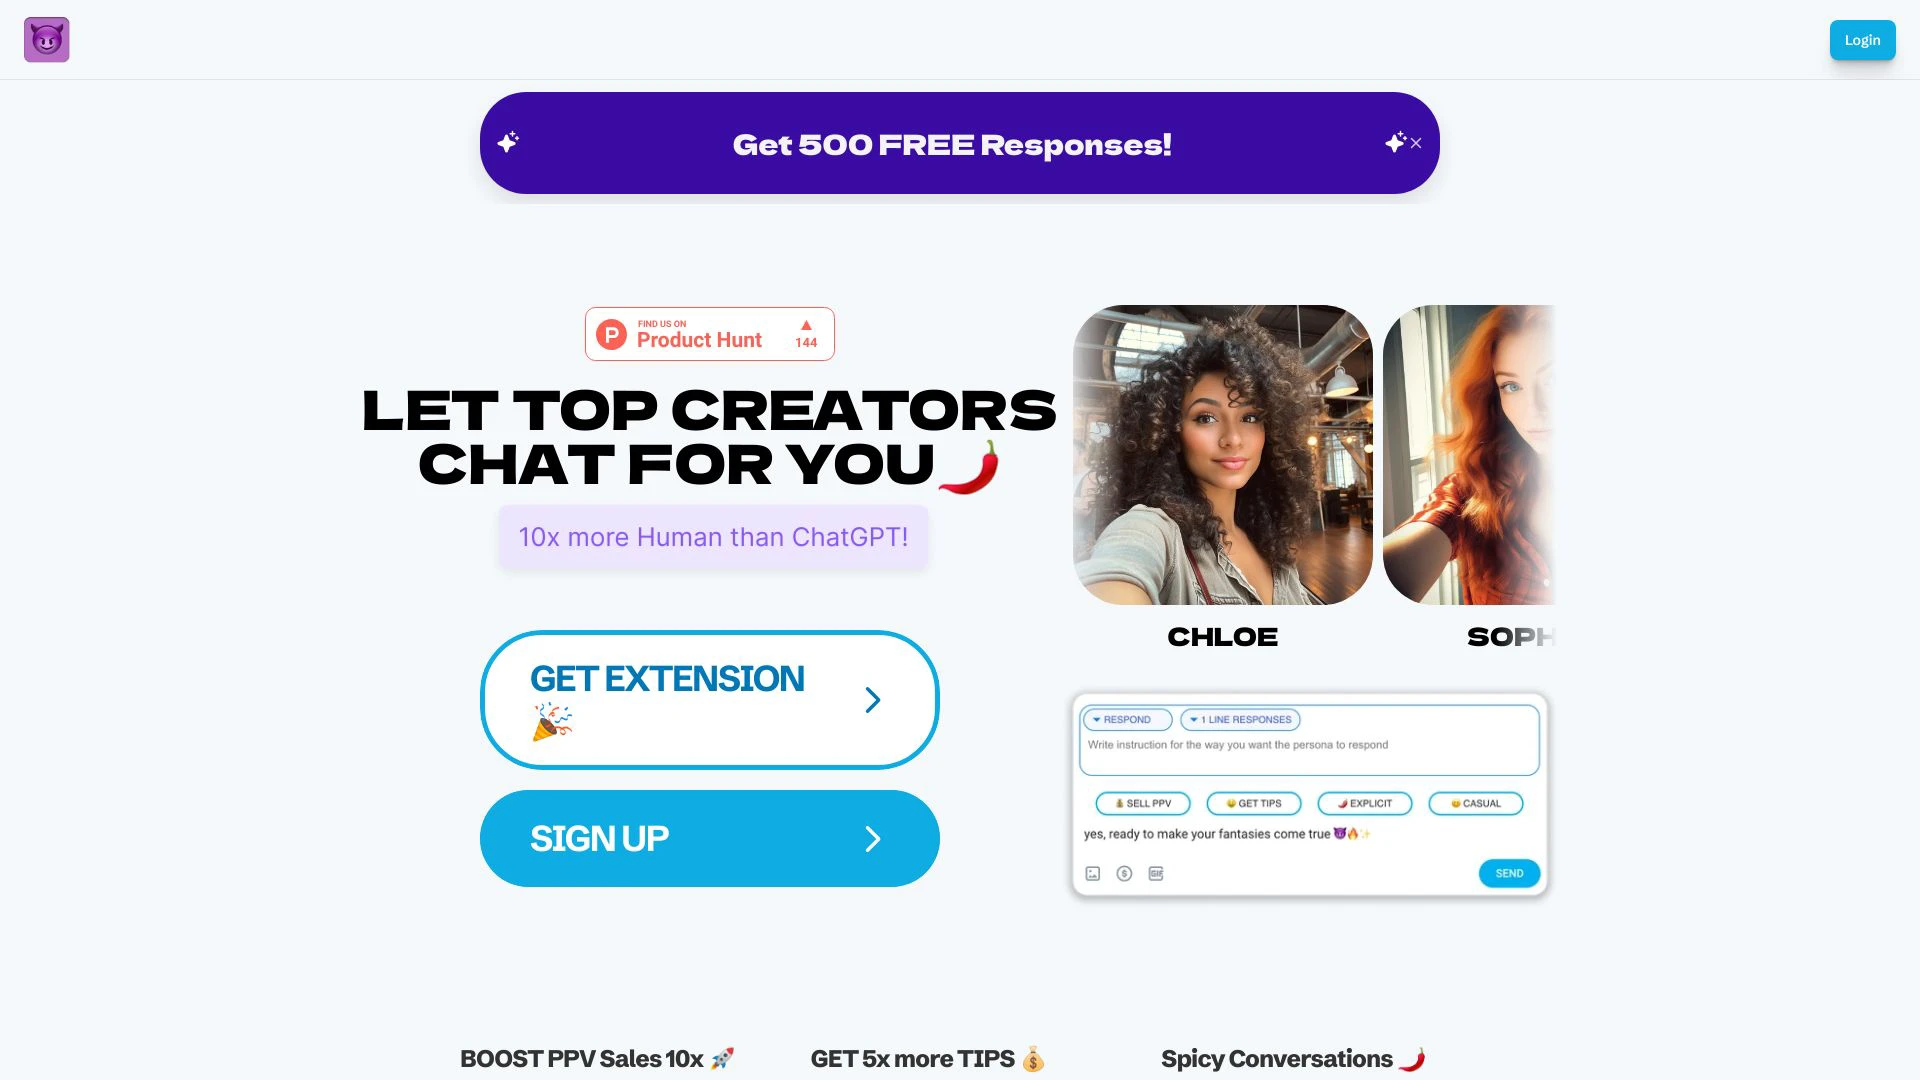 Login
Get 500 FREE Responses!
FIND US ON
Product Hunt
144
LET TOP CREATORS
CHAT FOR YOU🌶️
10x more Human than ChatGPT!
GET EXTENSION
🎉
SIGN UP
CHLOE
SOPH
RESPOND
1 LINE RESPONSES
Write instruction for the way you want the persona to respond
💰 SELL PPV
🤑 GET TIPS
🌶️ EXPLICIT
😄 CASUAL
yes, ready to make your fantasies come true 😈🔥✨
GIF
SEND
BOOST PPV Sales 10x 🚀
GET 5x more TIPS 💰
Spicy Conversations 🌶️